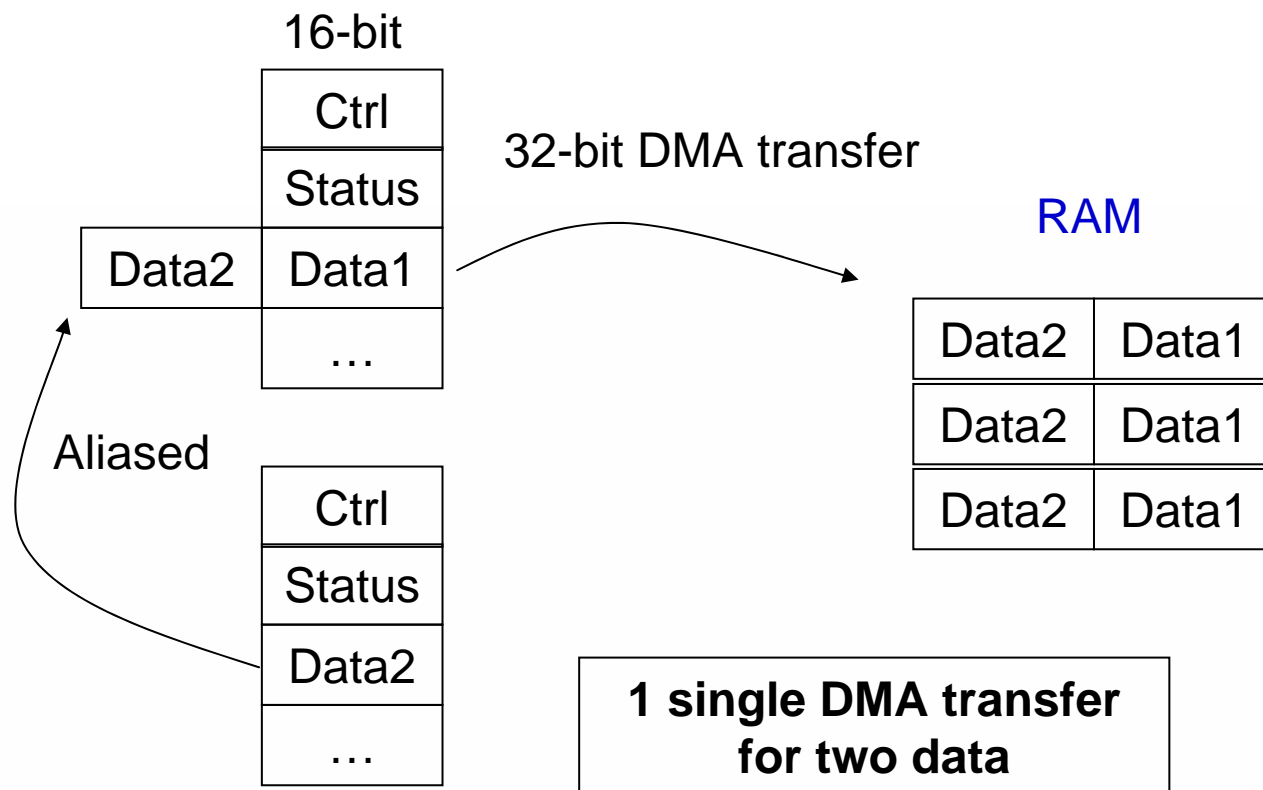 16-bit
Ctrl
Status
Data2 Data1
…
32-bit DMA transfer
RAM
Data2 Data1
Data2 Data1
Data2 Data1
Aliased
Ctrl
Status
Data2
…
1 single DMA transfer
for two data